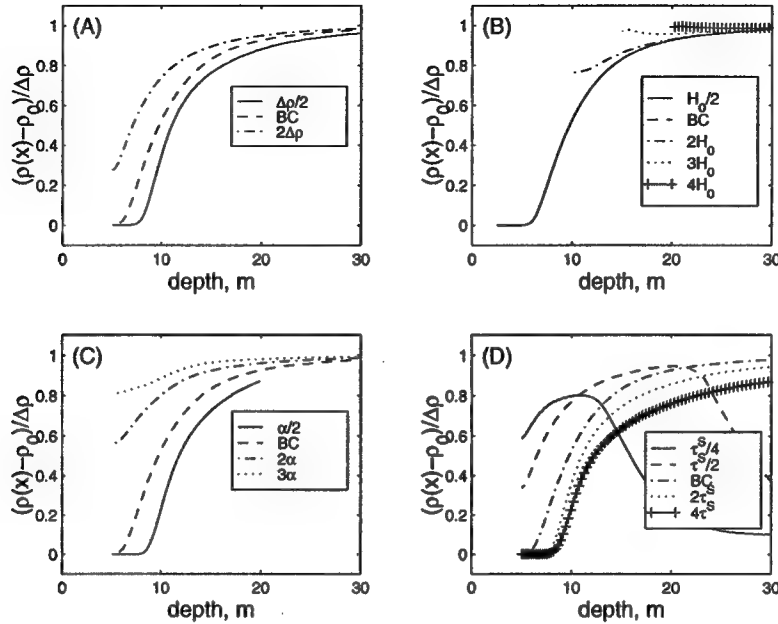 (A)
(ρ(x)−ρ₀)/Δρ
1
0.8
0.6
0.4
0.2
0
Δρ/2
BC
2Δρ
0 10 20 30
depth, m
(B)
(ρ(x)−ρ₀)/Δρ
1
0.8
0.6
0.4
0.2
0
H₀/2
BC
2H₀
3H₀
4H₀
0 10 20 30
depth, m
(C)
(ρ(x)−ρ₀)/Δρ
1
0.8
0.6
0.4
0.2
0
α/2
BC
2α
3α
0 10 20 30
depth, m
(D)
(ρ(x)−ρ₀)/Δρ
1
0.8
0.6
0.4
0.2
0
τˢ/4
τˢ/2
BC
2τˢ
4τˢ
0 10 20 30
depth, m